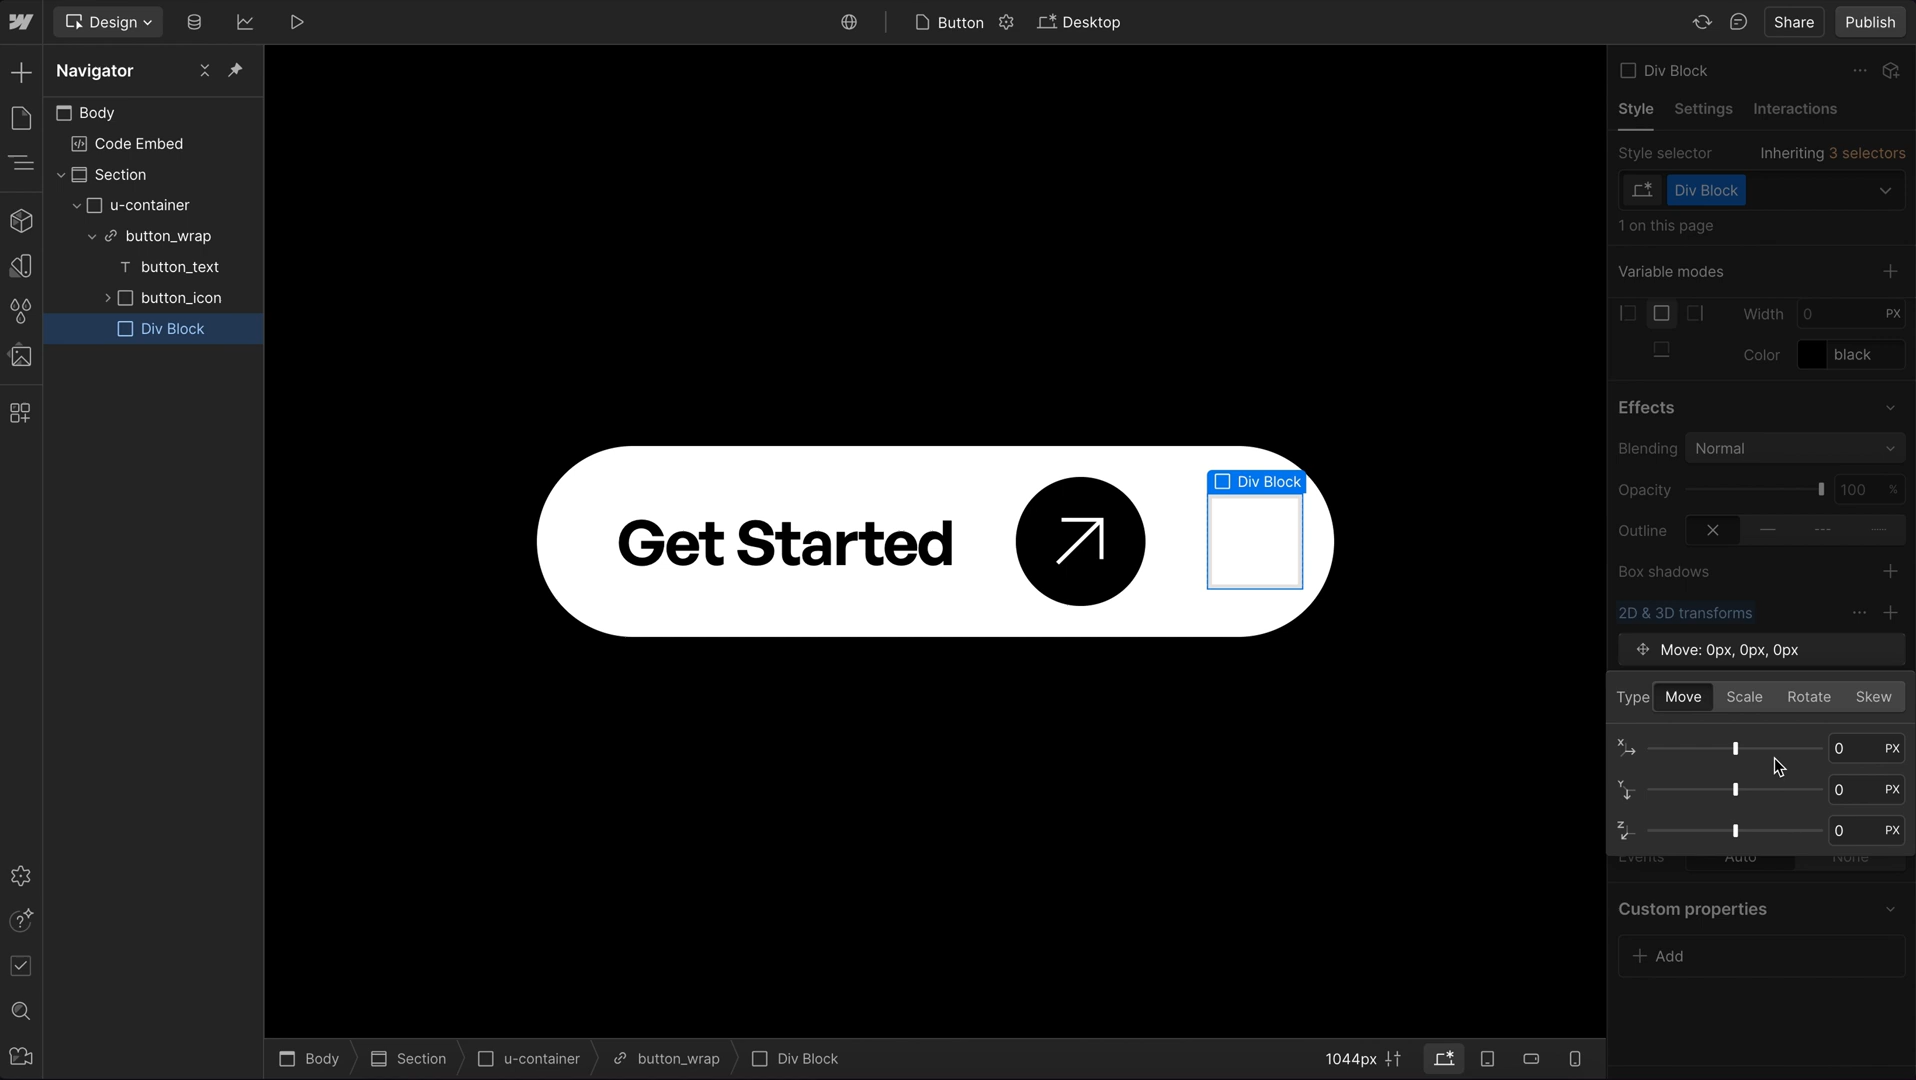 Design
Button
Desktop
Share
Publish
Navigator
Body
Code Embed
Section
u-container
button_wrap
button_text
button_icon
Div Block
Get Started
Div Block
Div Block
Style
Settings
Interactions
Style selector
Inheriting 3 selectors
Div Block
1 on this page
Variable modes
Width
0
PX
Color
black
Effects
Blending
Normal
Opacity
100
%
Outline
Box shadows
2D & 3D transforms
Move: 0px, 0px, 0px
Type
Move
Scale
Rotate
Skew
X
0
PX
Y
0
PX
Z
0
PX
Events
Auto
None
Custom properties
Add
Body
Section
u-container
button_wrap
Div Block
1044px